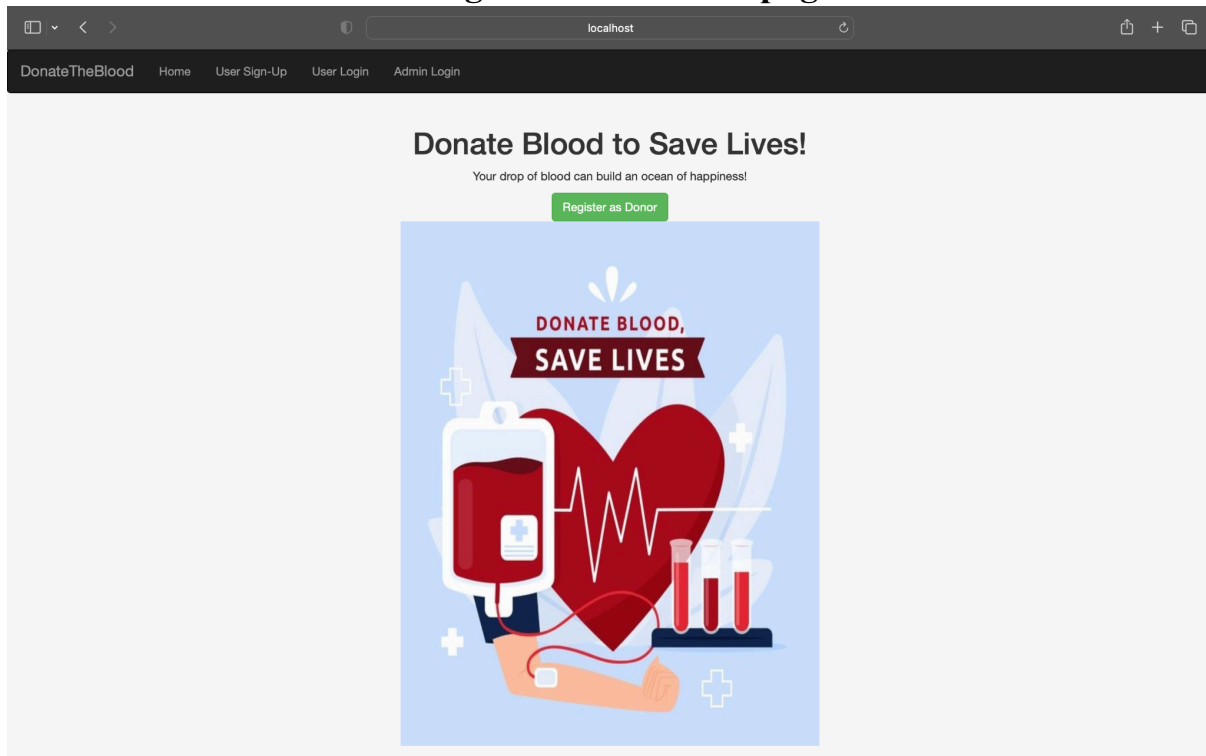 localhost
DonateTheBlood Home User Sign-Up User Login Admin Login
Donate Blood to Save Lives!
Your drop of blood can build an ocean of happiness!
Register as Donor
DONATE BLOOD,
SAVE LIVES